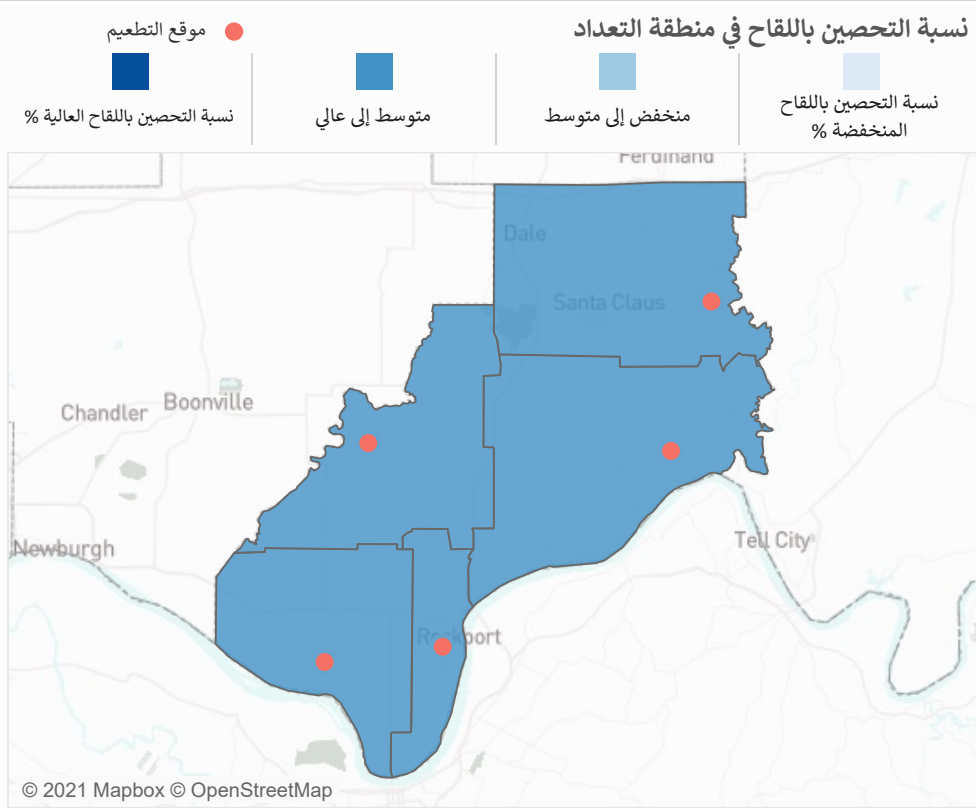 نسبة التحصين باللقاح في منطقة التعداد
موقع التطعيم
نسبة التحصين باللقاح
المنخفضة %
منخفض إلى متوسط
متوسط إلى عالي
نسبة التحصين باللقاح العالية %
Ferdinand
Dale
Santa Claus
Boonville
Chandler
Newburgh
Tell City
Rockport
© 2021 Mapbox © OpenStreetMap